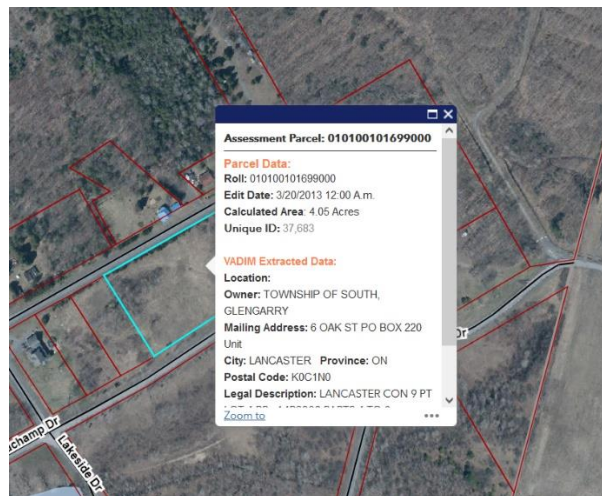 Assessment Parcel: 010100101699000
Parcel Data:
Roll: 010100101699000
Edit Date: 3/20/2013 12:00 A.m.
Calculated Area: 4.05 Acres
Unique ID: 37,683
VADIM Extracted Data:
Location:
Owner: TOWNSHIP OF SOUTH,
GLENGARRY
Mailing Address: 6 OAK ST PO BOX 220
Unit
City: LANCASTER Province: ON
Postal Code: K0C1N0
Legal Description: LANCASTER CON 9 PT
Zoom to
Dr
uchamp Dr
Lakeside Dr